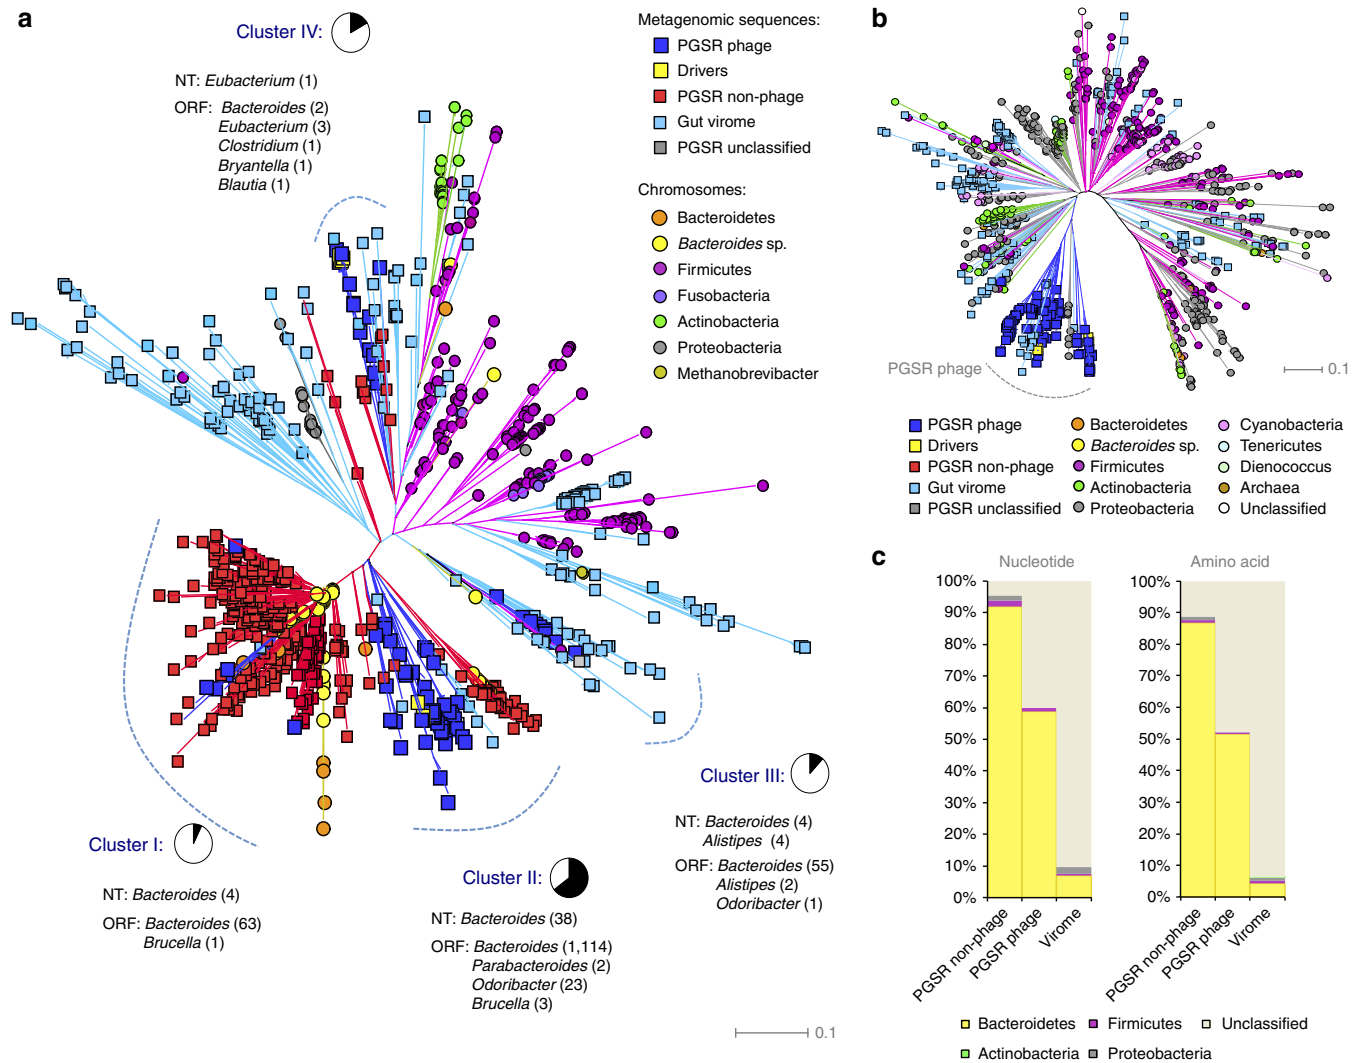 a
Cluster IV:
NT: Eubacterium (1)
ORF: Bacteroides (2)
Eubacterium (3)
Clostridium (1)
Bryantella (1)
Blautia (1)
Metagenomic sequences:
PGSR phage
Drivers
PGSR non-phage
Gut virome
PGSR unclassified
Chromosomes:
Bacteroidetes
Bacteroides sp.
Firmicutes
Fusobacteria
Actinobacteria
Proteobacteria
Methanobrevibacter
Cluster I:
NT: Bacteroides (4)
ORF: Bacteroides (63)
Brucella (1)
Cluster II:
NT: Bacteroides (38)
ORF: Bacteroides (1,114)
Parabacteroides (2)
Odoribacter (23)
Brucella (3)
Cluster III:
NT: Bacteroides (4)
Alistipes (4)
ORF: Bacteroides (55)
Alistipes (2)
Odoribacter (1)
0.1
b
PGSR phage
0.1
PGSR phage
Drivers
PGSR non-phage
Gut virome
PGSR unclassified
Bacteroidetes
Bacteroides sp.
Firmicutes
Actinobacteria
Proteobacteria
Cyanobacteria
Tenericutes
Dienococcus
Archaea
Unclassified
c
Nucleotide
100%
90%
80%
70%
60%
50%
40%
30%
20%
10%
0%
PGSR non-phage
PGSR phage
Virome
Amino acid
100%
90%
80%
70%
60%
50%
40%
30%
20%
10%
0%
PGSR non-phage
PGSR phage
Virome
Bacteroidetes
Firmicutes
Unclassified
Actinobacteria
Proteobacteria